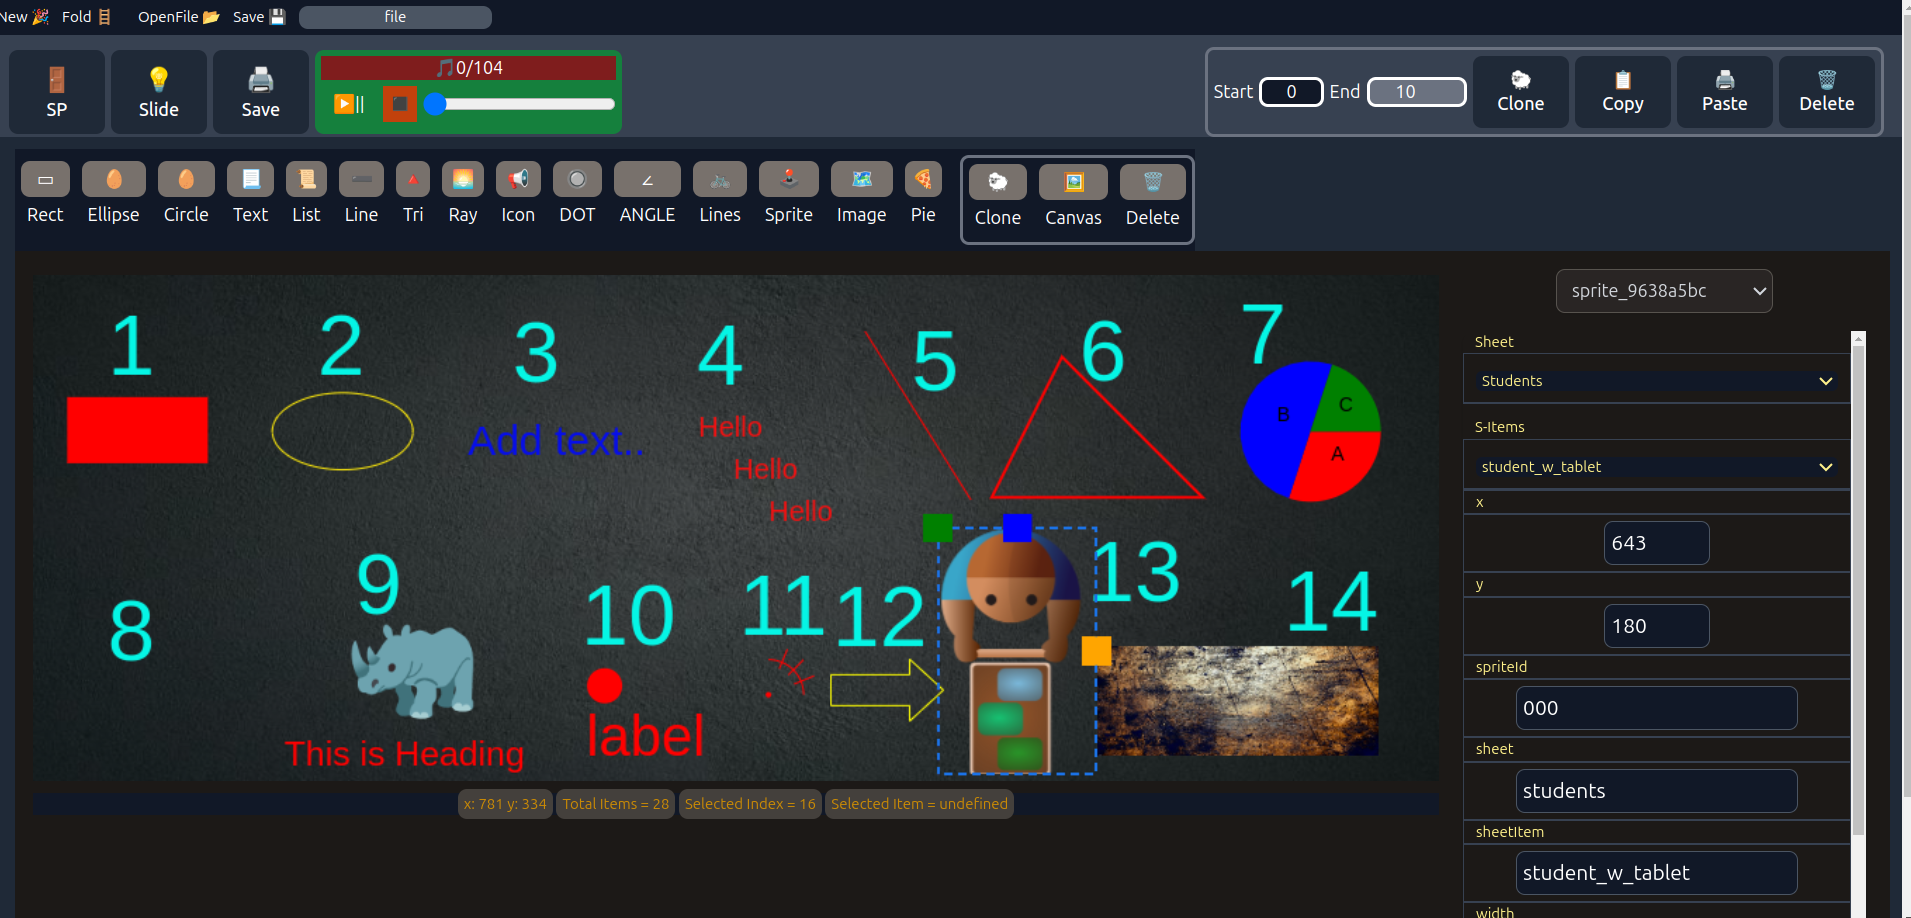 New Fold OpenFile Save file
SP Slide Save
0/104
Start 0 End 10 Clone Copy Paste Delete
Rect Ellipse Circle Text List Line Tri Ray Icon DOT ANGLE Lines Sprite Image Pie Clone Canvas Delete
sprite_9638a5bc
1 2 3 4 5 6 7
Add text..
Hello
Hello
Hello
B C A
8 9 10 11 12 13 14
This is Heading
label
x: 781 y: 334 Total Items = 28 Selected Index = 16 Selected Item = undefined
Sheet
Students
S-Items
student_w_tablet
x
643
y
180
spriteId
000
sheet
students
sheetItem
student_w_tablet
width